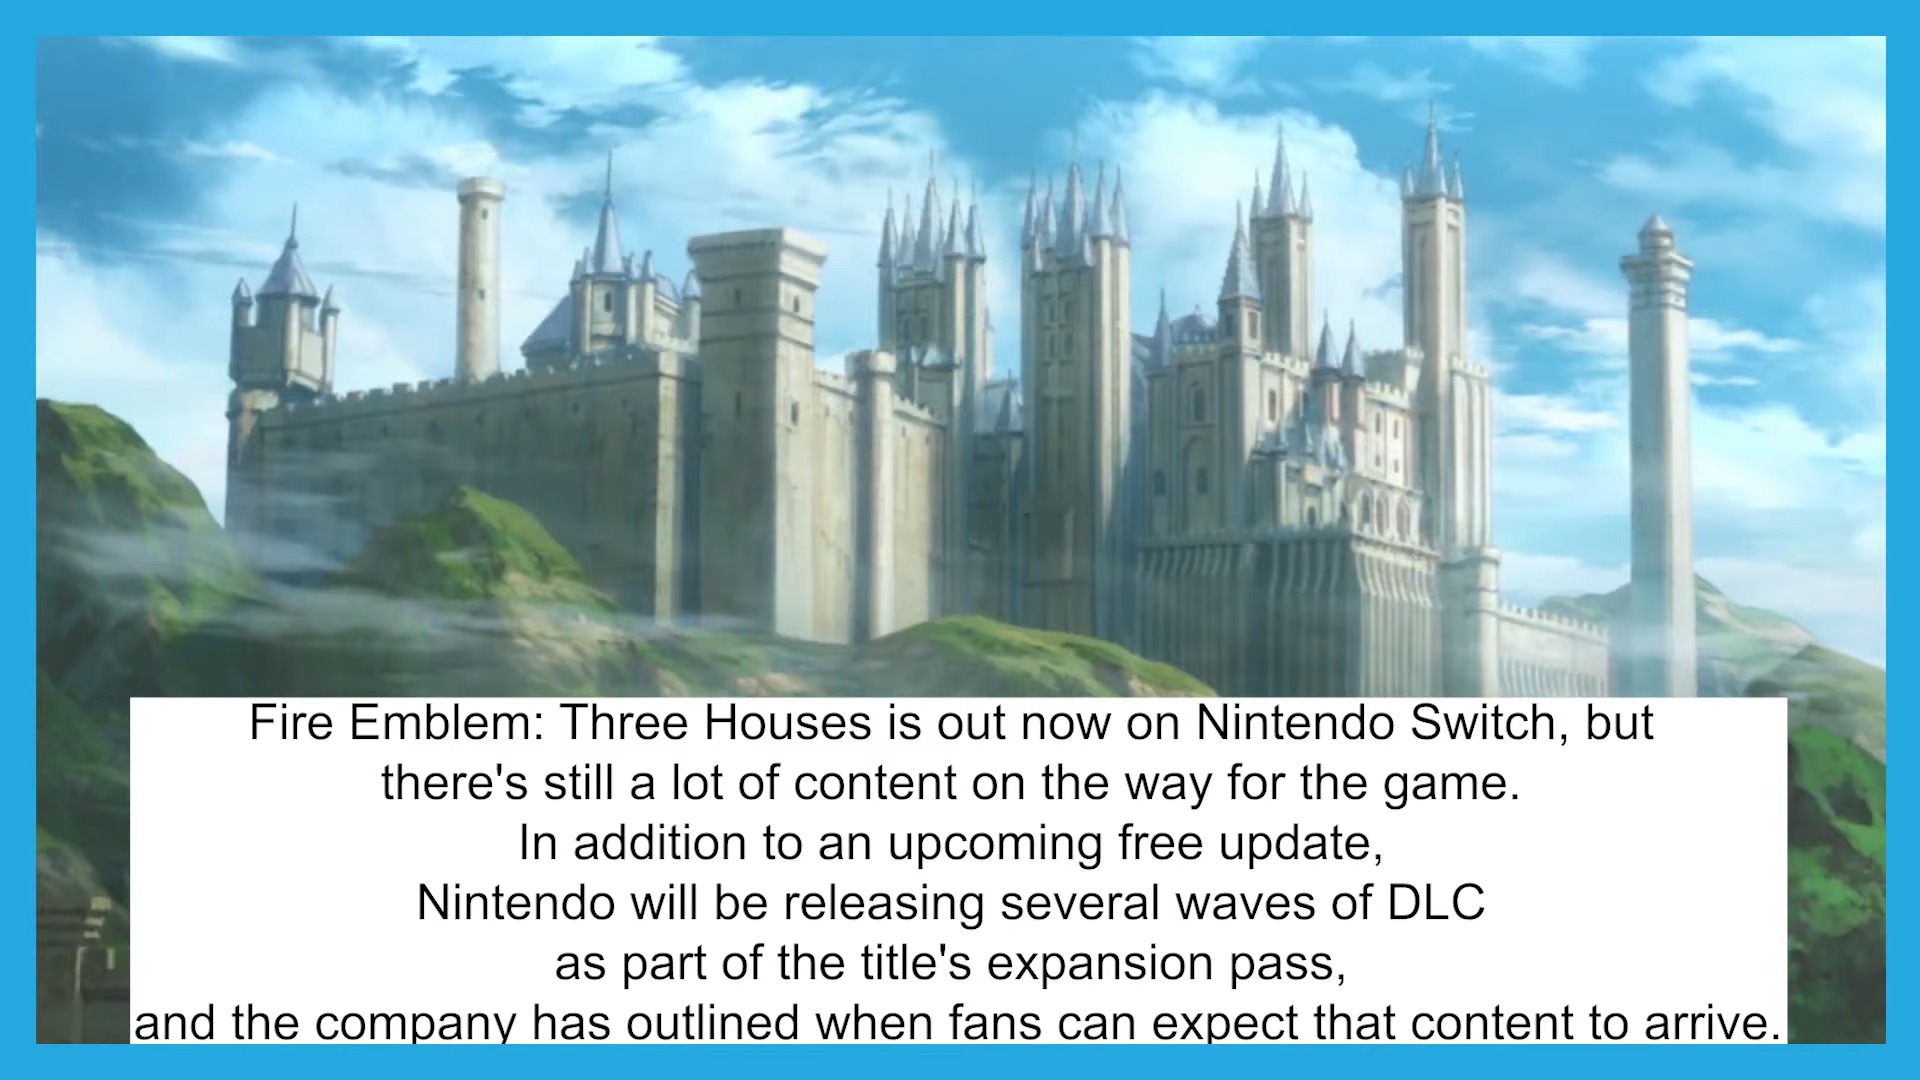 Fire Emblem: Three Houses is out now on Nintendo Switch, but
there's still a lot of content on the way for the game.
In addition to an upcoming free update,
Nintendo will be releasing several waves of DLC
as part of the title's expansion pass,
and the company has outlined when fans can expect that content to arrive.